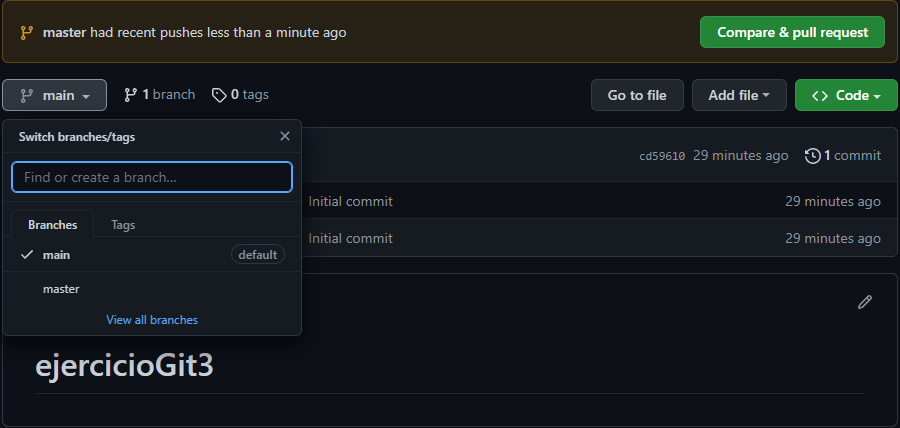 master had recent pushes less than a minute ago
Compare & pull request
main
1 branch
0 tags
Go to file
Add file
Code
Switch branches/tags
Find or create a branch...
Branches
Tags
main
default
master
View all branches
cd59610 29 minutes ago
1 commit
Initial commit
29 minutes ago
Initial commit
29 minutes ago
ejercicioGit3